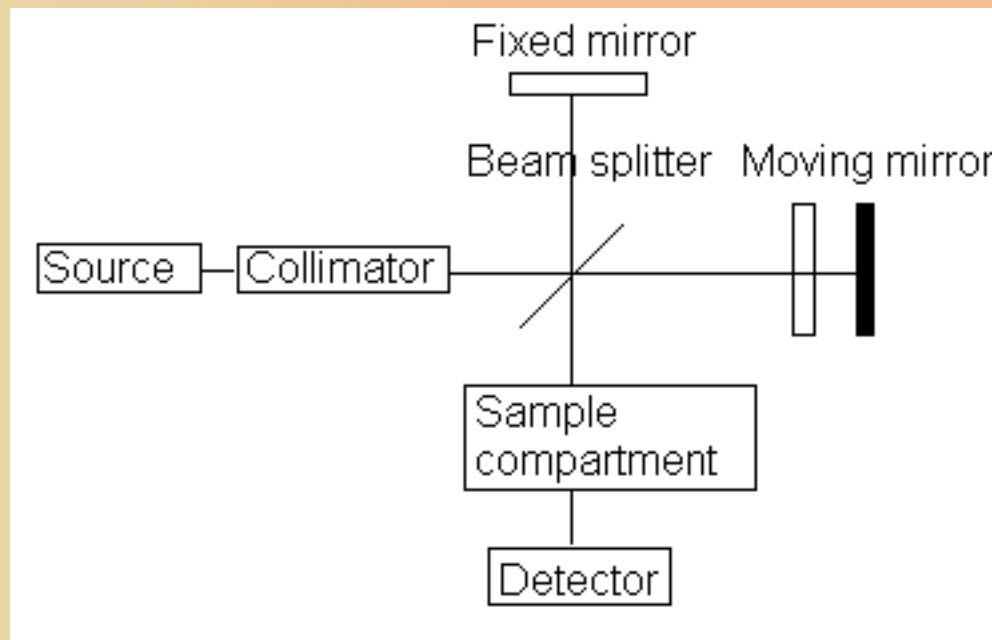 Fixed mirror
Beam splitter
Moving mirror
Source
Collimator
Sample
compartment
Detector